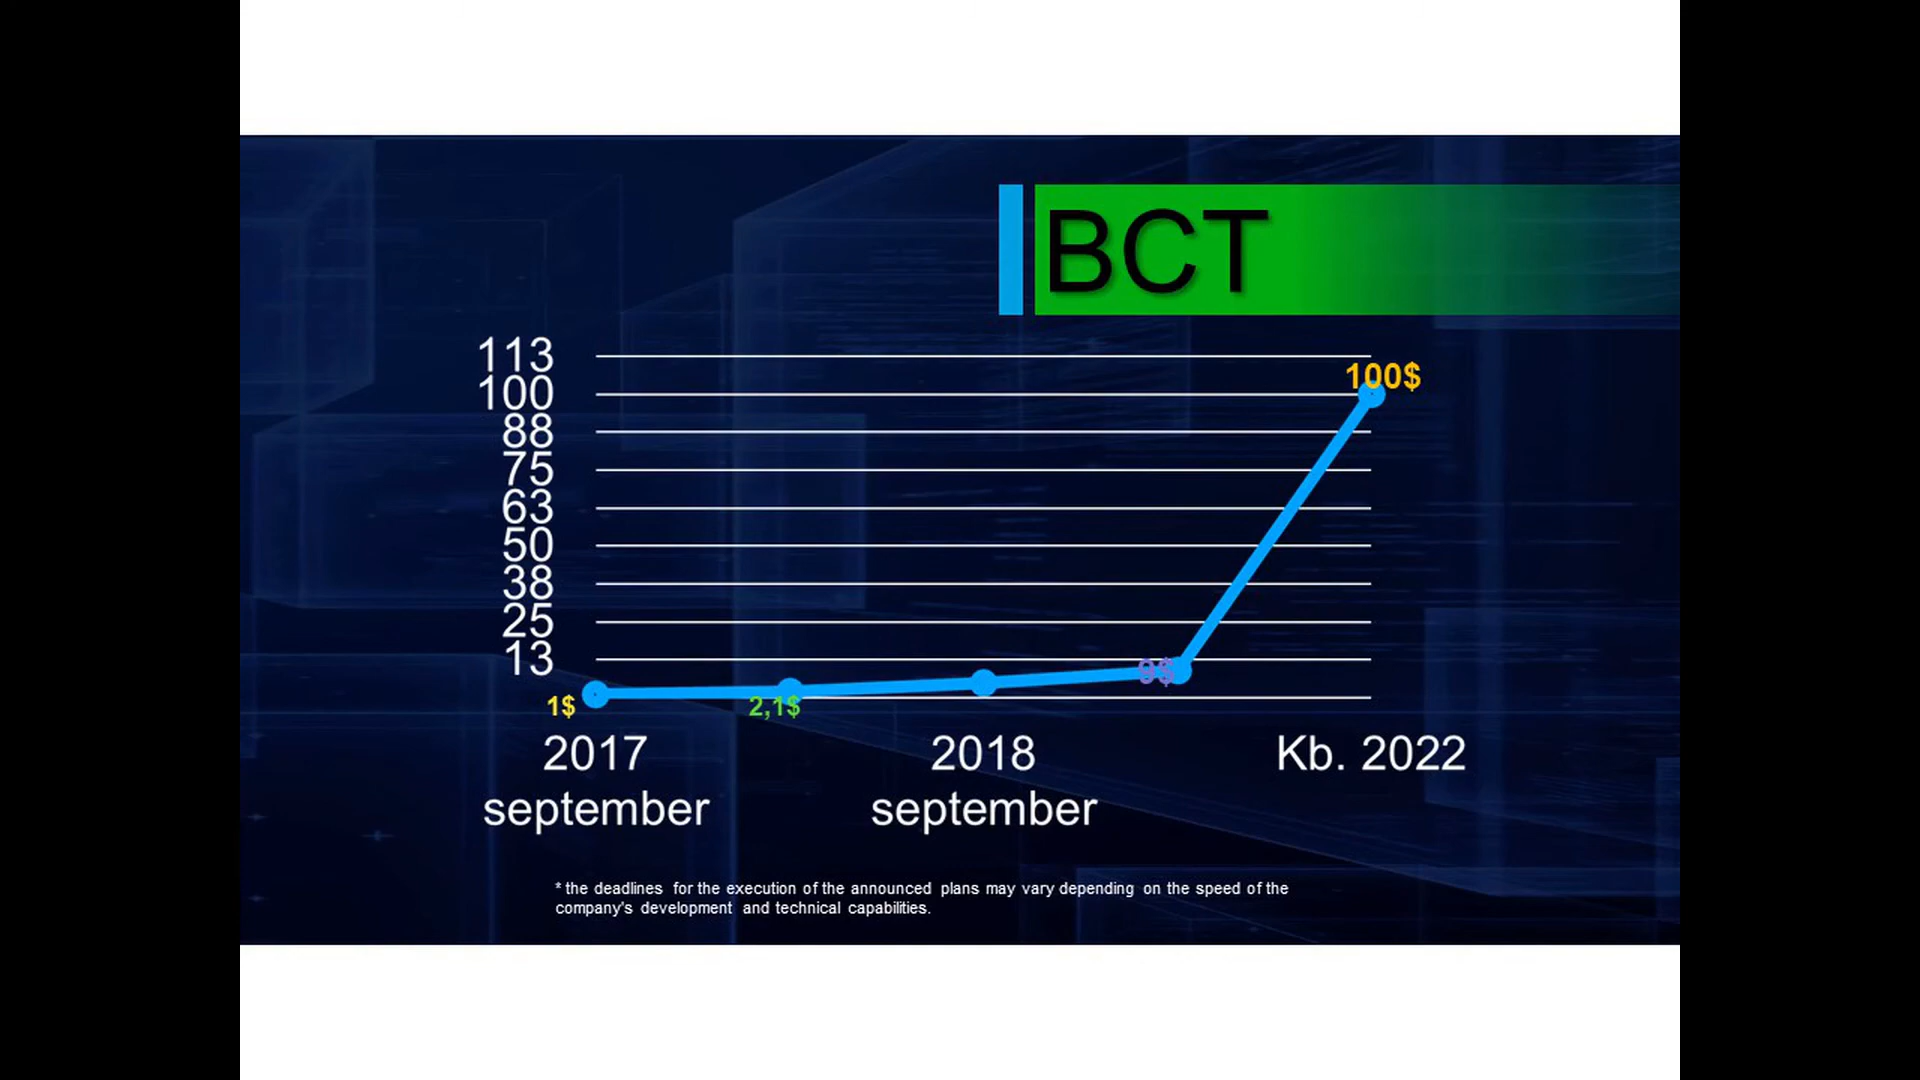 BCT
113
100
88
75
63
50
38
25
13
100$
9$
1$
2,1$
2017
september
2018
september
Kb. 2022
* the deadlines for the execution of the announced plans may vary depending on the speed of the
company's development and technical capabilities.